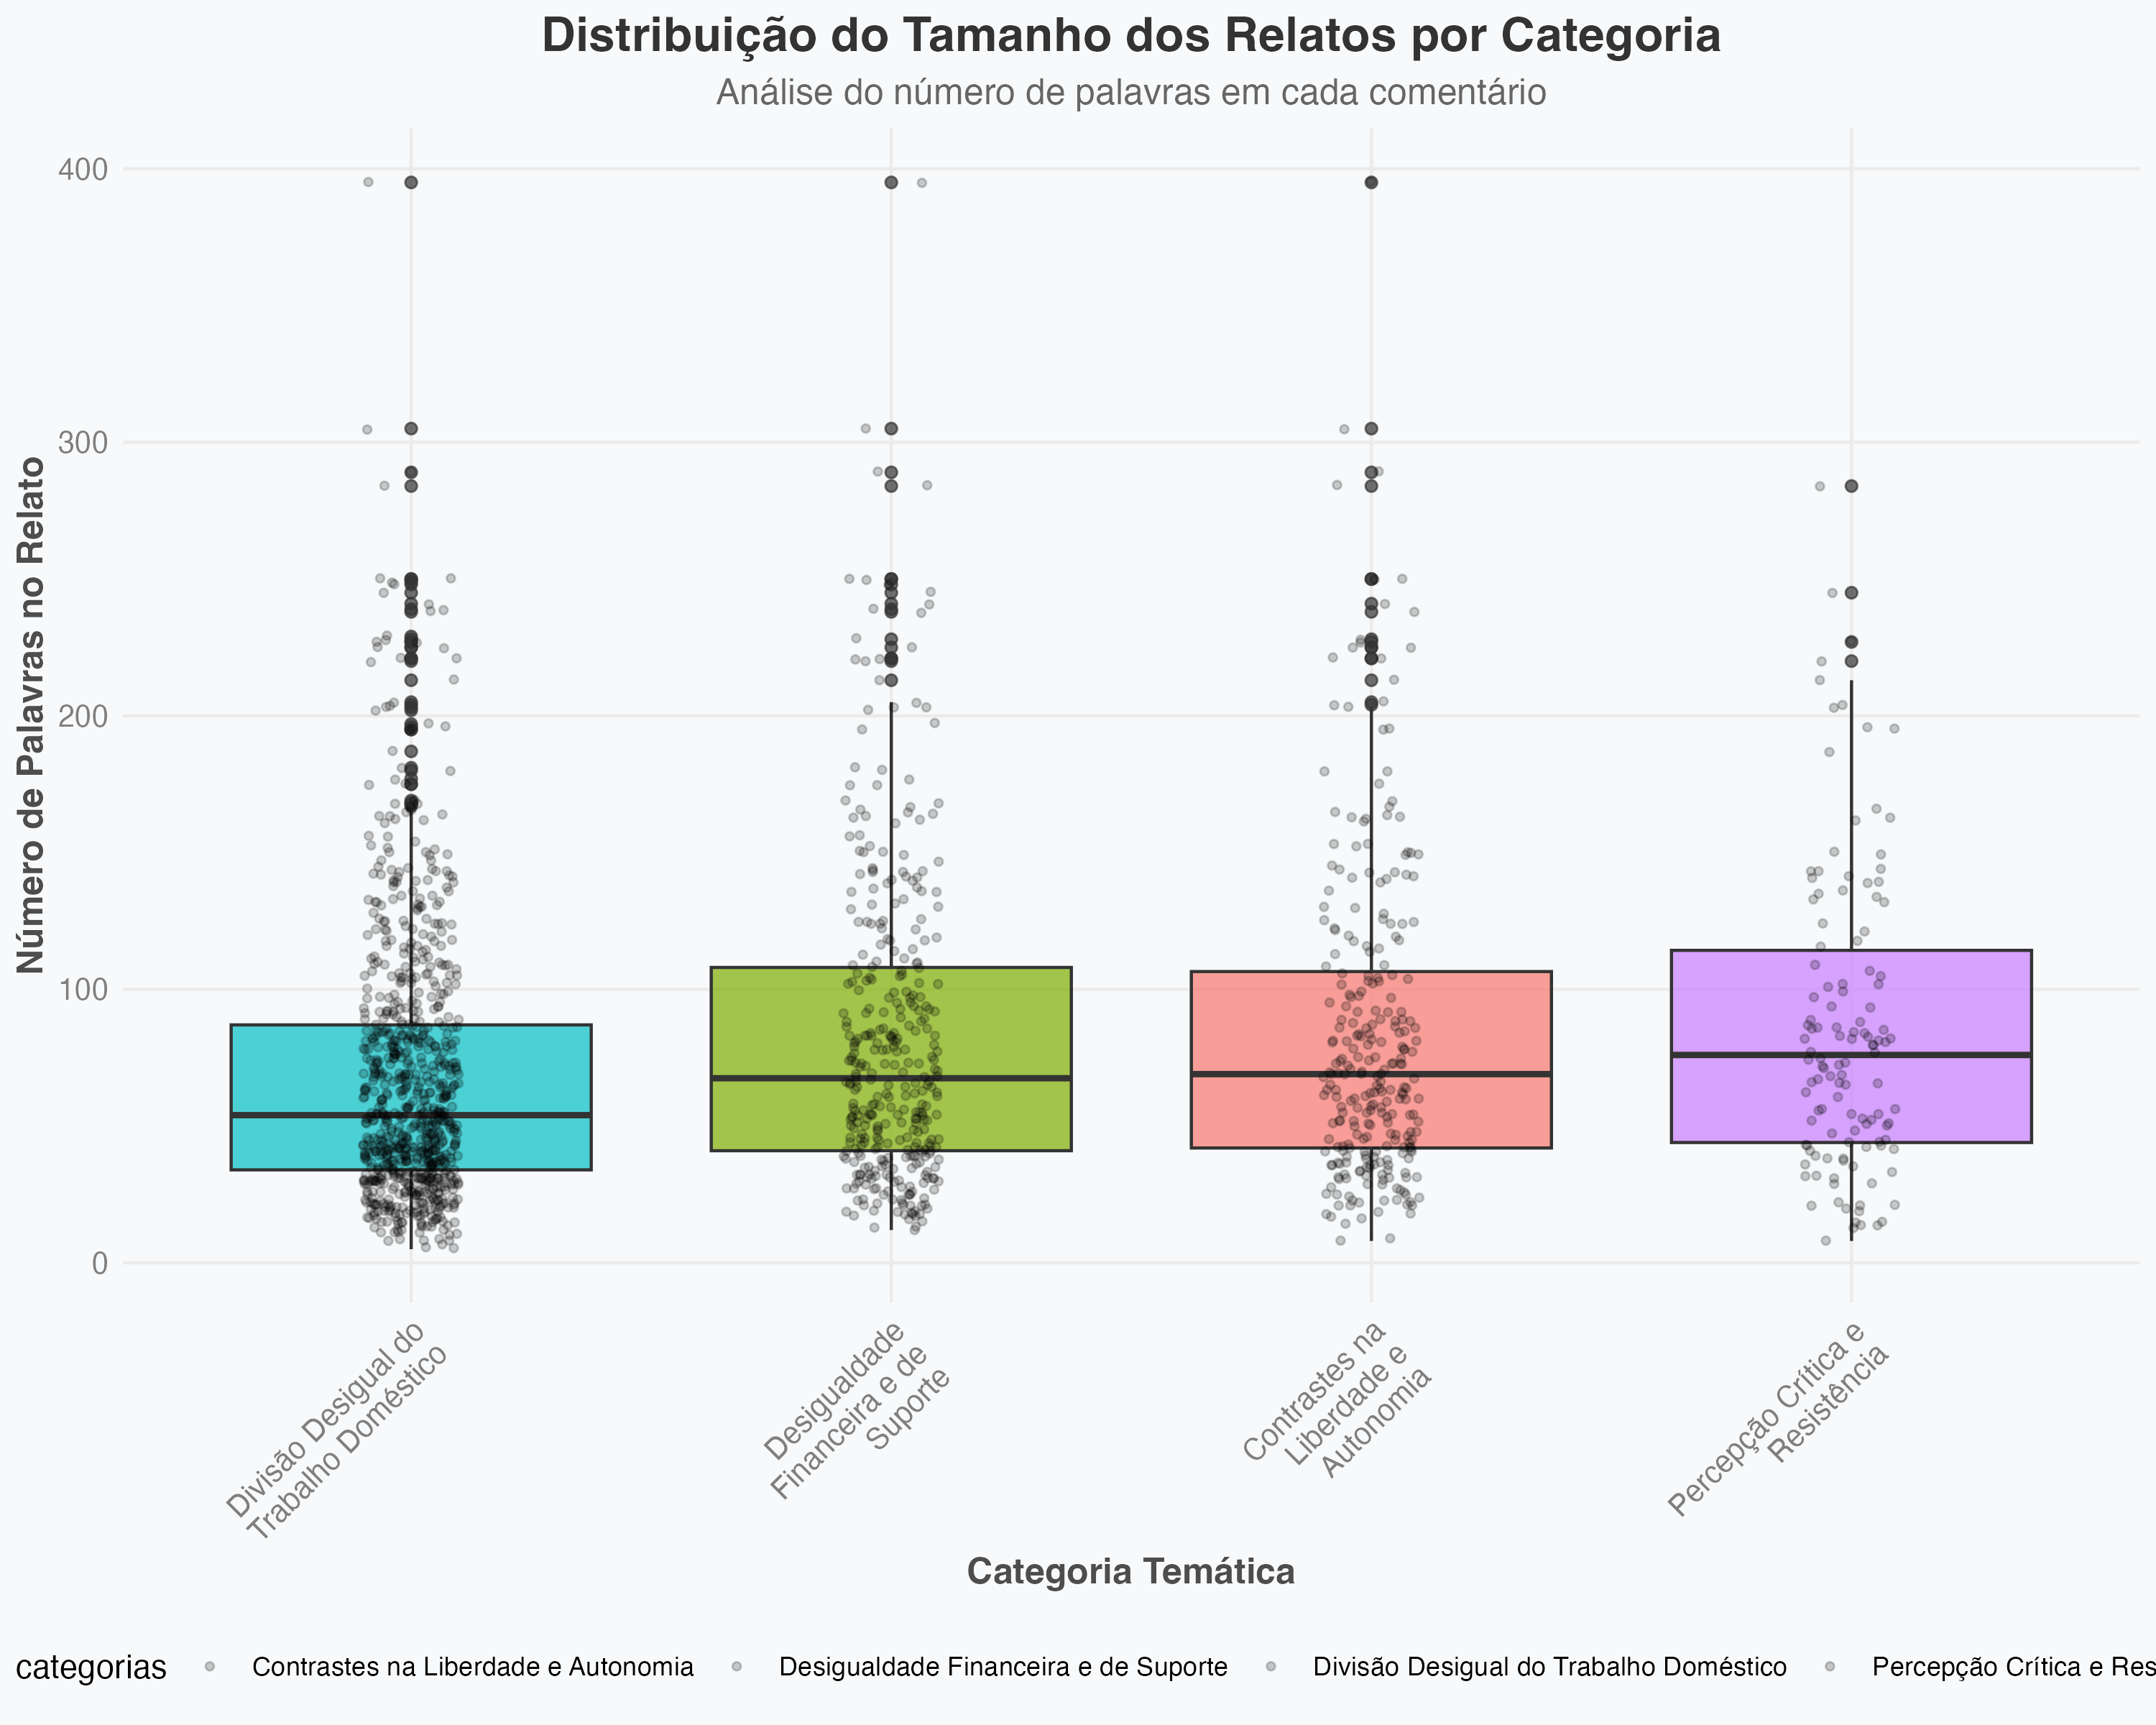 Distribuição do Tamanho dos Relatos por Categoria
Análise do número de palavras em cada comentário
Número de Palavras no Relato
400
300
200
100
0
Divisão Desigual do
Trabalho Doméstico
Desigualdade
Financeira e de
Suporte
Contrastes na
Liberdade e
Autonomia
Percepção Crítica e
Resistência
Categoria Temática
categorias Contrastes na Liberdade e Autonomia Desigualdade Financeira e de Suporte Divisão Desigual do Trabalho Doméstico Percepção Crítica e Res